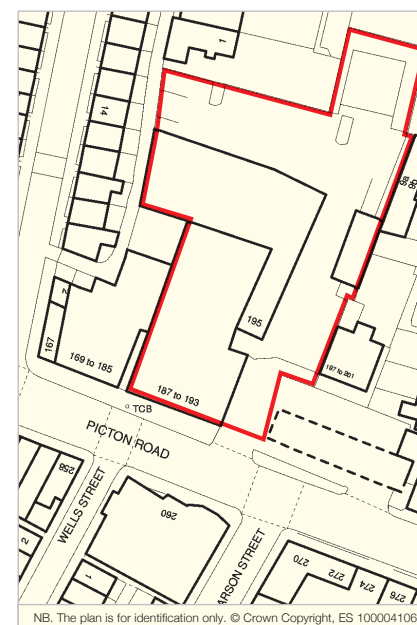 1
14
195
2
167
169 to 185
187 to 193
197 to 201
TCB
PICTON ROAD
258
WELLS STREET
260
2
1
ARSON STREET
270
272
274
276
NB. The plan is for identification only. © Crown Copyright, ES 100004106